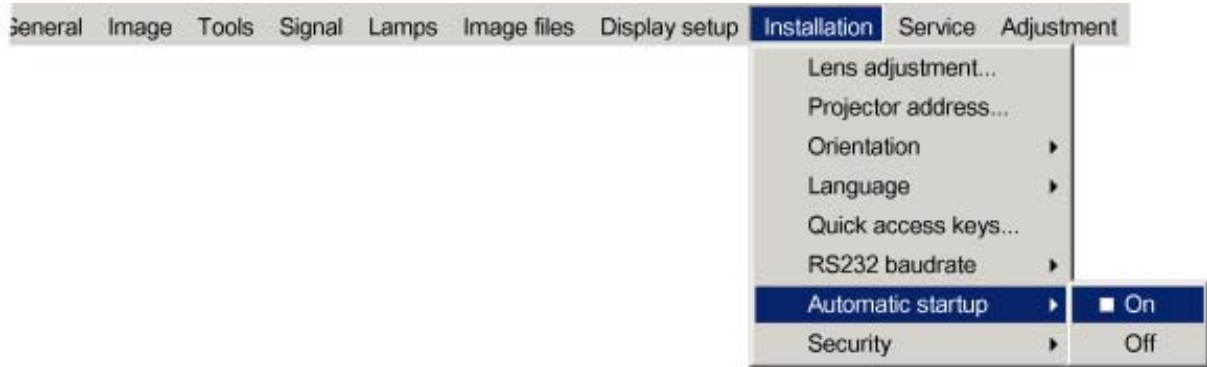 General Image Tools Signal Lamps Image files Display setup Installation Service Adjustment
Lens adjustment...
Projector address...
Orientation
Language
Quick access keys...
RS232 baudrate
Automatic startup On
Security Off